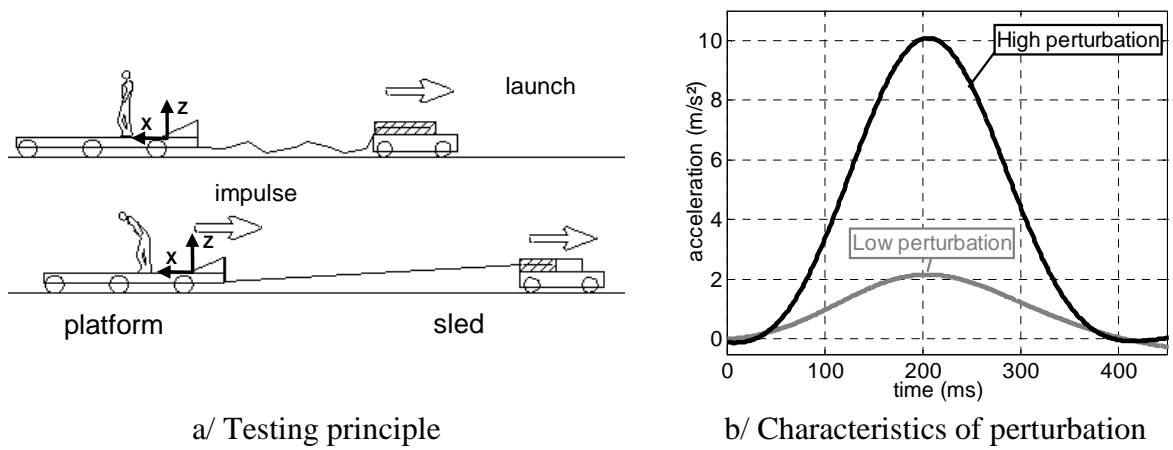 launch
X
Z
impulse
X
Z
platform
sled
a/ Testing principle
acceleration (m/s²)
10
8
6
4
2
0
High perturbation
Low perturbation
0
100
200
300
400
time (ms)
b/ Characteristics of perturbation